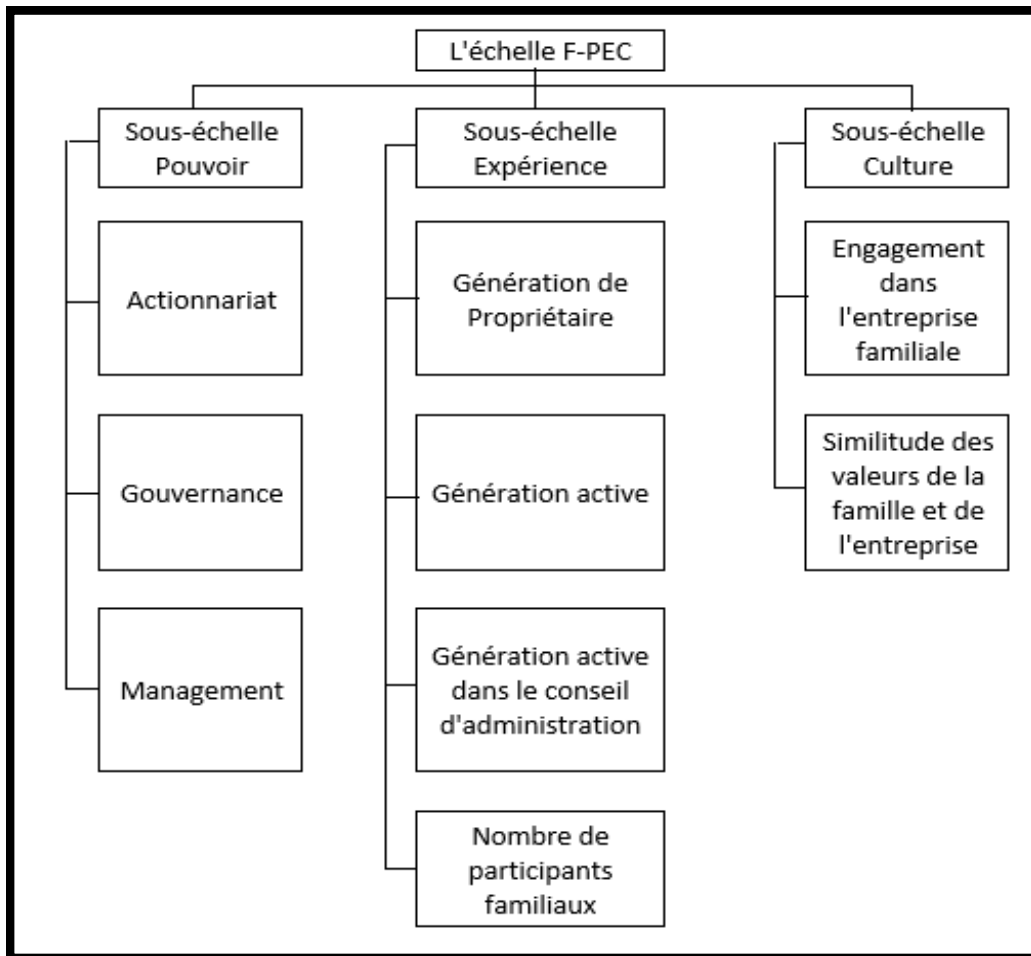 L'échelle F-PEC
Sous-échelle
Pouvoir
Actionnariat
Gouvernance
Management
Sous-échelle
Expérience
Génération de
Propriétaire
Génération active
Génération active
dans le conseil
d'administration
Nombre de
participants
familiaux
Sous-échelle
Culture
Engagement
dans
l'entreprise
familiale
Similitude des
valeurs de la
famille et de
l'entreprise